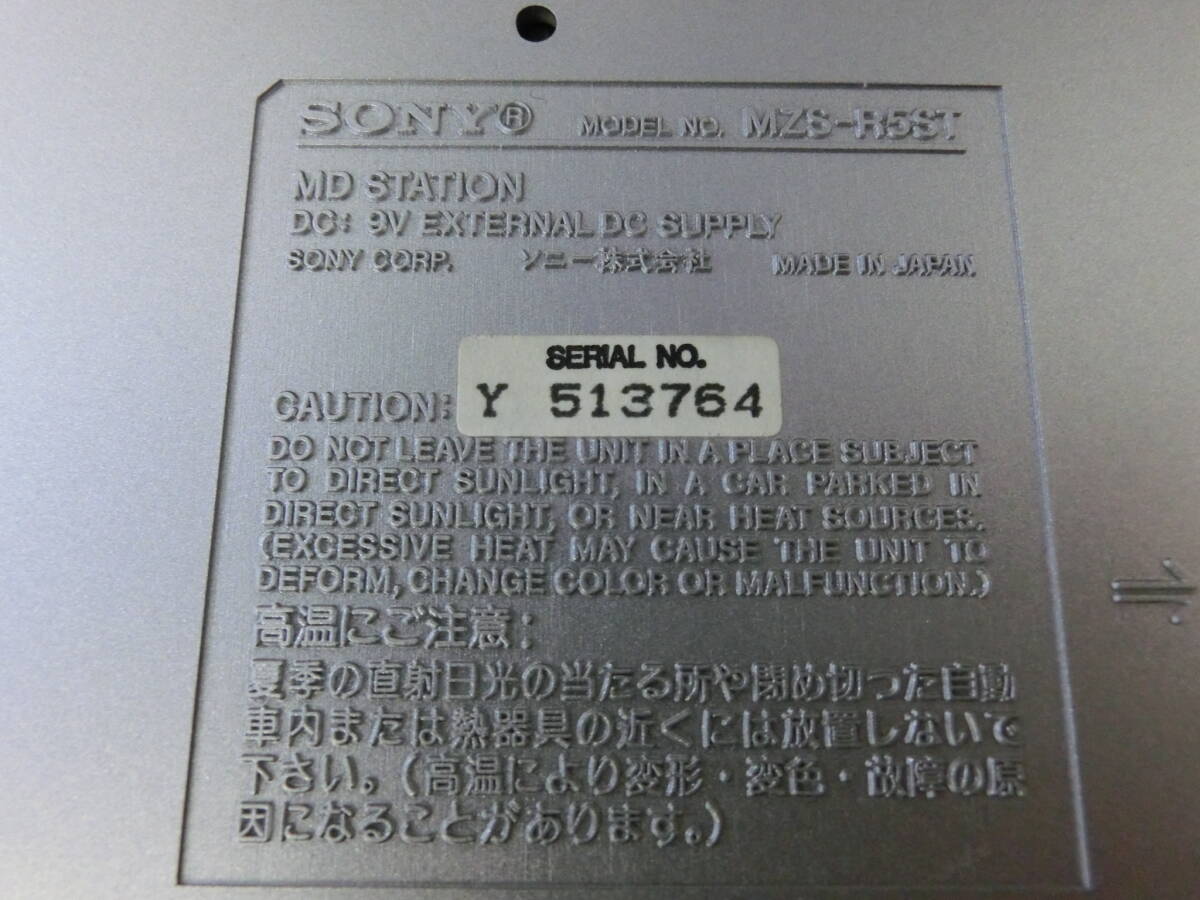 SONY® MODEL NO. MZS-R5ST
MD STATION
DC: 9V EXTERNAL DC SUPPLY
SONY CORP. ソニー株式会社 MADE IN JAPAN
SERIAL NO.
CAUTION: Y 513764
DO NOT LEAVE THE UNIT IN A PLACE SUBJECT
TO DIRECT SUNLIGHT, IN A CAR PARKED IN
DIRECT SUNLIGHT, OR NEAR HEAT SOURCES.
(EXCESSIVE HEAT MAY CAUSE THE UNIT TO
DEFORM, CHANGE COLOR OR MALFUNCTION.)
高温にご注意:
夏季の直射日光の当たる所や閉め切った自動
車内または熱器具の近くには放置しないで
下さい。(高温により変形・変色・故障の原
因になることがあります。)